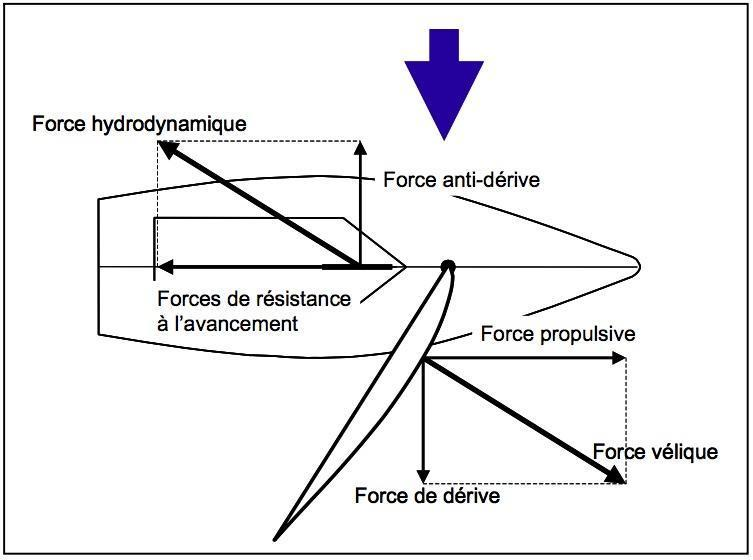 Force hydrodynamique
Force anti-dérive
Forces de résistance
à l'avancement
Force propulsive
Force vélique
Force de dérive